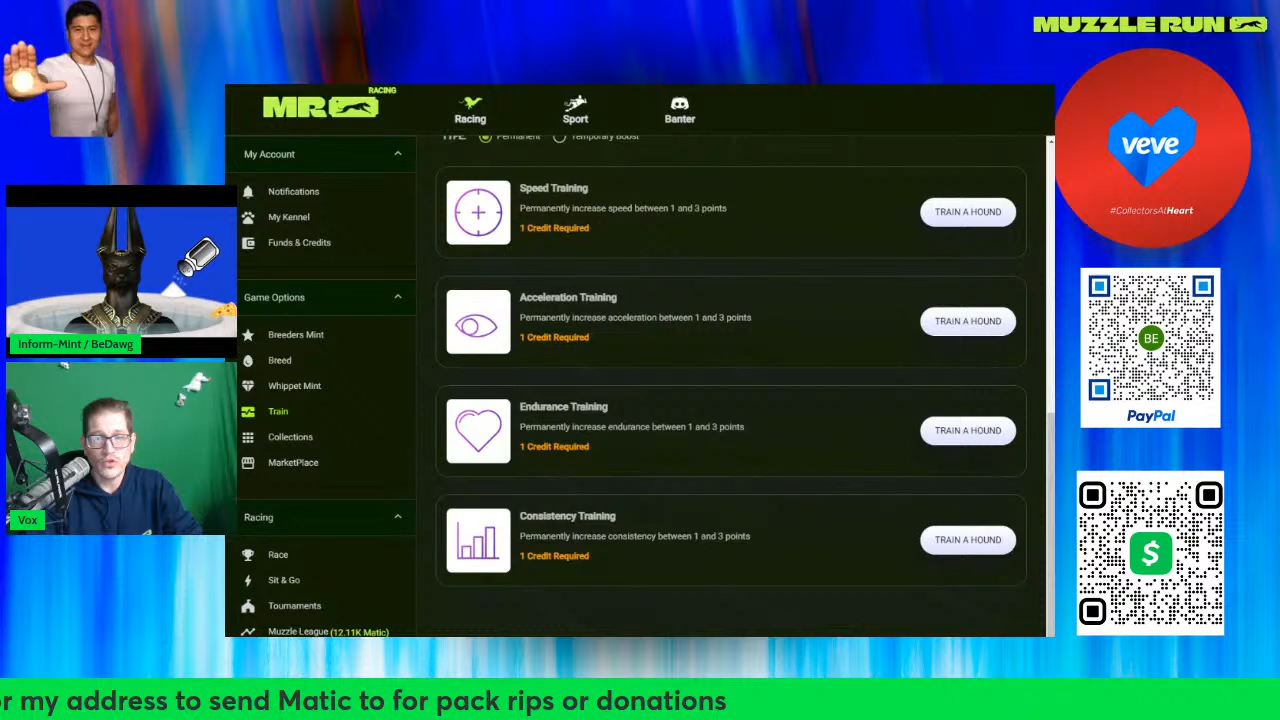 MUZZLE RUN
MR RACING
Racing
Sport
Banter
My Account
Notifications
My Kennel
Funds & Credits
Game Options
Breeders Mint
Breed
Whippet Mint
Train
Collections
MarketPlace
Racing
Race
Sit & Go
Tournaments
Muzzle League (12.11K Matic)
TYPE Permanent Temporary Boost
Speed Training
Permanently increase speed between 1 and 3 points
1 Credit Required
TRAIN A HOUND
Acceleration Training
Permanently increase acceleration between 1 and 3 points
1 Credit Required
TRAIN A HOUND
Endurance Training
Permanently increase endurance between 1 and 3 points
1 Credit Required
TRAIN A HOUND
Consistency Training
Permanently increase consistency between 1 and 3 points
1 Credit Required
TRAIN A HOUND
Inform-Mint / BeDawg
Vox
veve
#CollectorsAtHeart
BE
PayPal
$
or my address to send Matic to for pack rips or donations